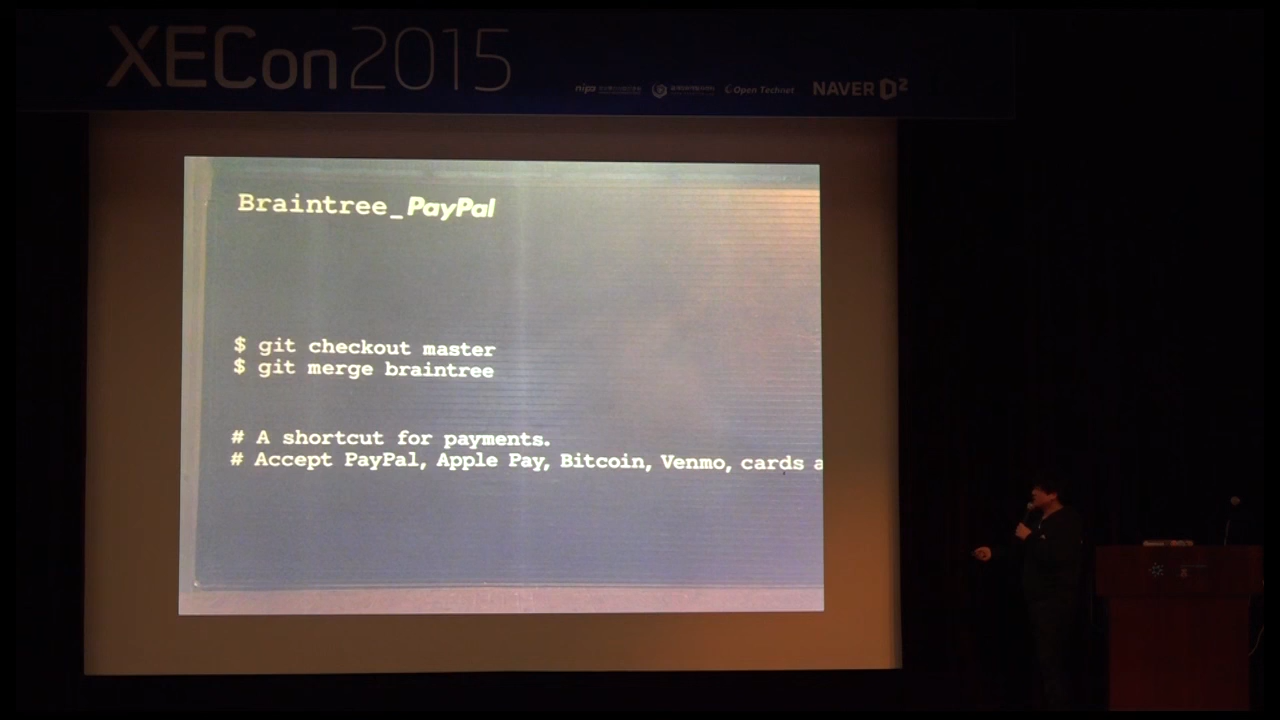 XECon2015
nipa
Open Technet
NAVER D2
Braintree_PayPal
$ git checkout master
$ git merge braintree
# A shortcut for payments.
# Accept PayPal, Apple Pay, Bitcoin, Venmo, cards a